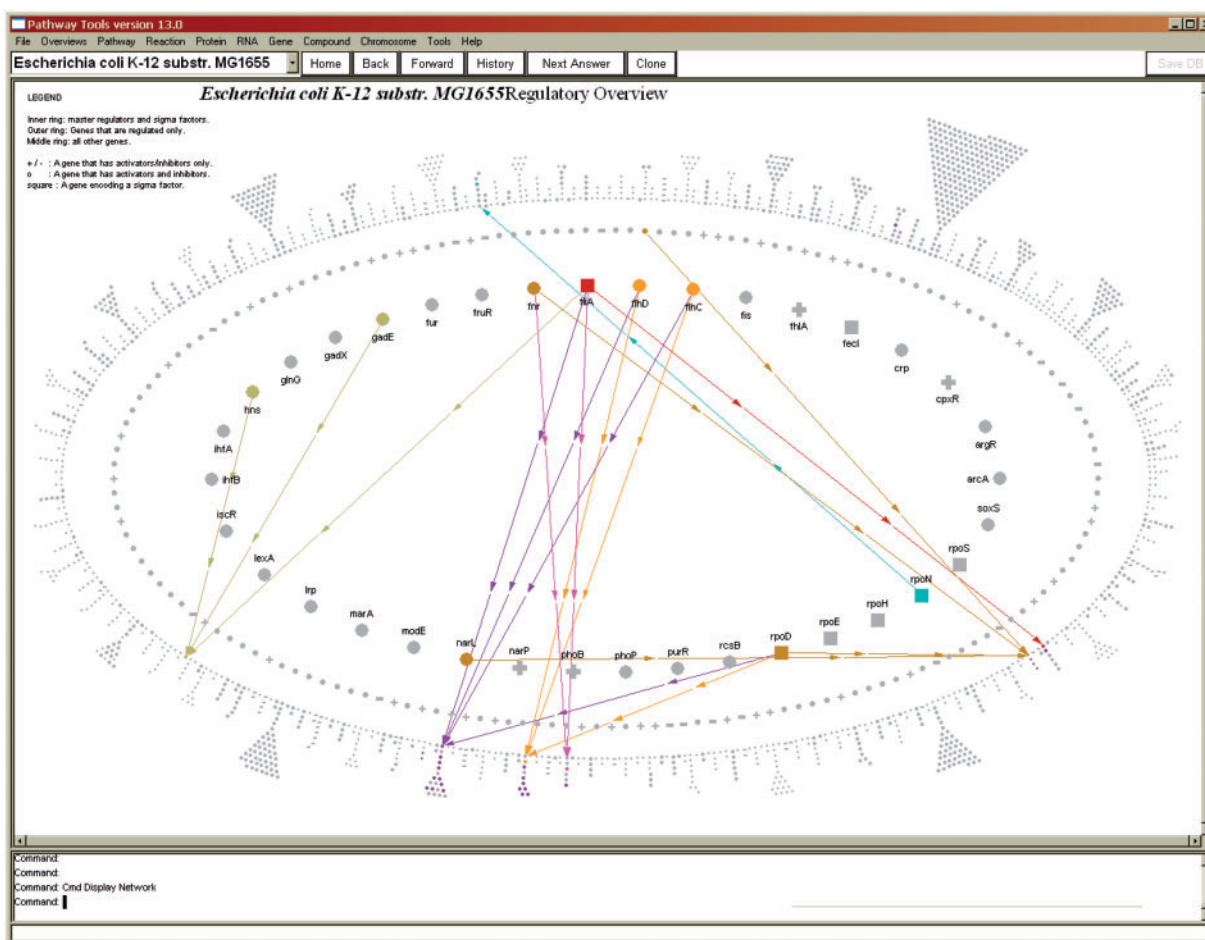 Pathway Tools version 13.0
File Overviews Pathway Reaction Protein RNA Gene Compound Chromosome Tools Help
Escherichia coli K-12 substr. MG1655 Home Back Forward History Next Answer Clone Save DB
Escherichia coli K-12 substr. MG1655Regulatory Overview
LEGEND
Inner ring: master regulators and sigma factors.
Outer ring: Genes that are regulated only.
Middle ring: all other genes.
+ / - : A gene that has activators/inhibitors only.
o : A gene that has activators and inhibitors.
square : A gene encoding a sigma factor.
fnr
fliA
flhD
flhC
fis
fhlA
fecI
crp
cpxR
argR
arcA
soxS
rpoS
rpoN
rpoH
rpoE
rpoD
rcsB
purR
phoP
phoB
narP
narL
modE
marA
lrp
lexA
iscR
ihfB
ihfA
hns
glnG
gadX
gadE
fur
fruR
Command:
Command:
Command: Cmd Display Network
Command: